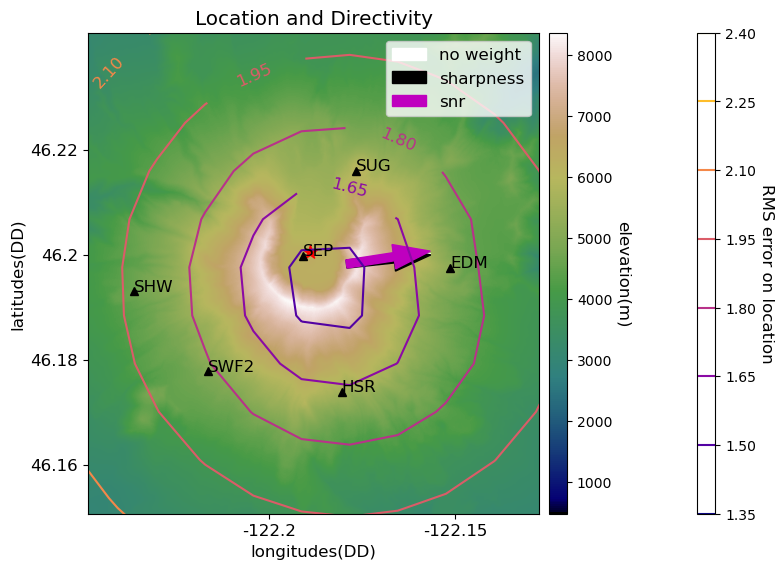 Location and Directivity
no weight
sharpness
snr
2.10
1.95
1.80
1.65
SUG
SEP
EDM
SHW
SWF2
HSR
46.22
46.2
46.18
46.16
latitudes(DD)
-122.2
-122.15
longitudes(DD)
8000
7000
6000
5000
4000
3000
2000
1000
elevation(m)
2.40
2.25
2.10
1.95
1.80
1.65
1.50
1.35
RMS error on location